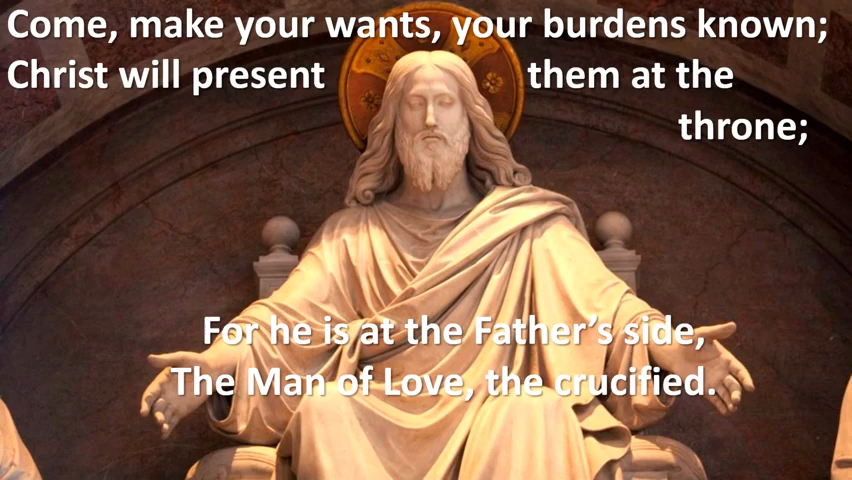 Come, make your wants, your burdens known;
Christ will present them at the
throne;
For he is at the Father’s side,
The Man of Love, the crucified.